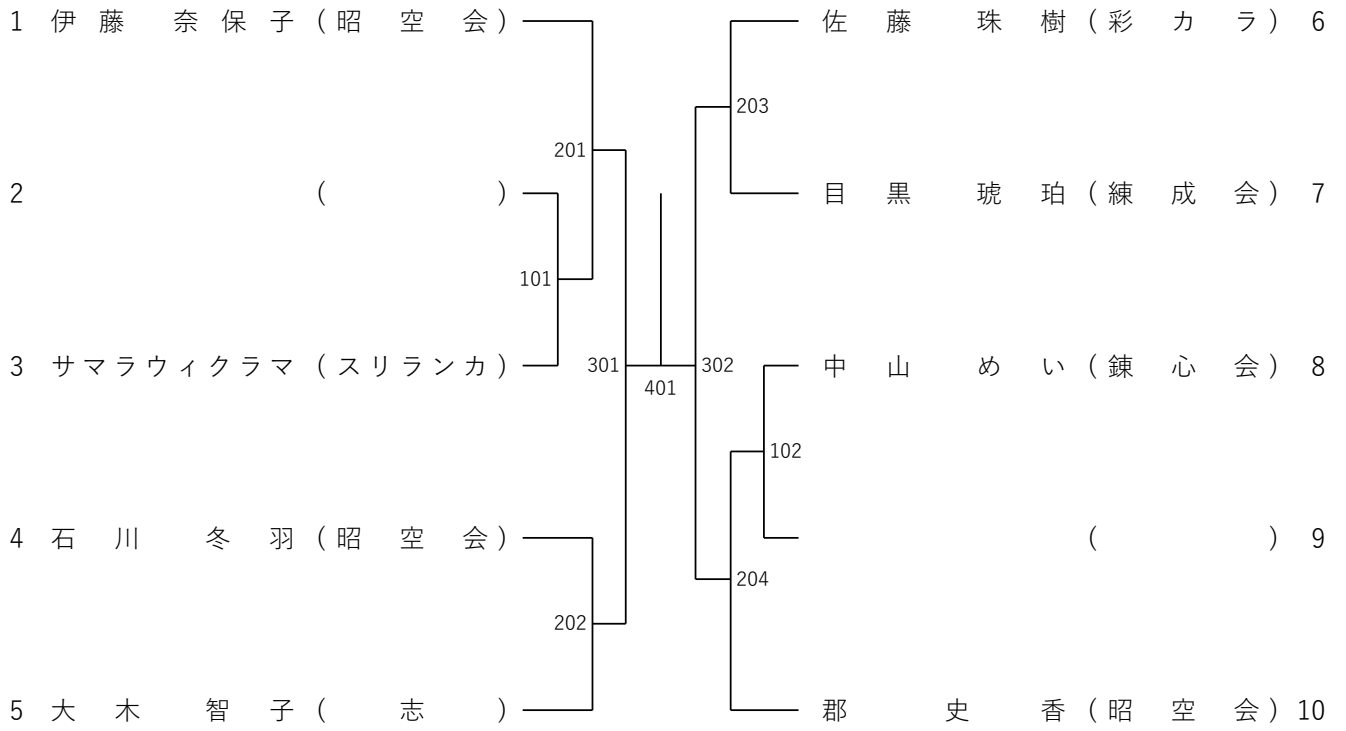 1 伊藤 奈保子 (昭空会)
201
2 ( )
101
3 サマラウィクラマ (スリランカ)
301
401
4 石川 冬羽 (昭空会)
202
5 大木 智子 (志)
佐藤 珠樹 (彩カラ) 6
203
目黒 琥珀 (練成会) 7
302
中山 めい (錬心会) 8
102
( ) 9
204
郡 史香 (昭空会) 10